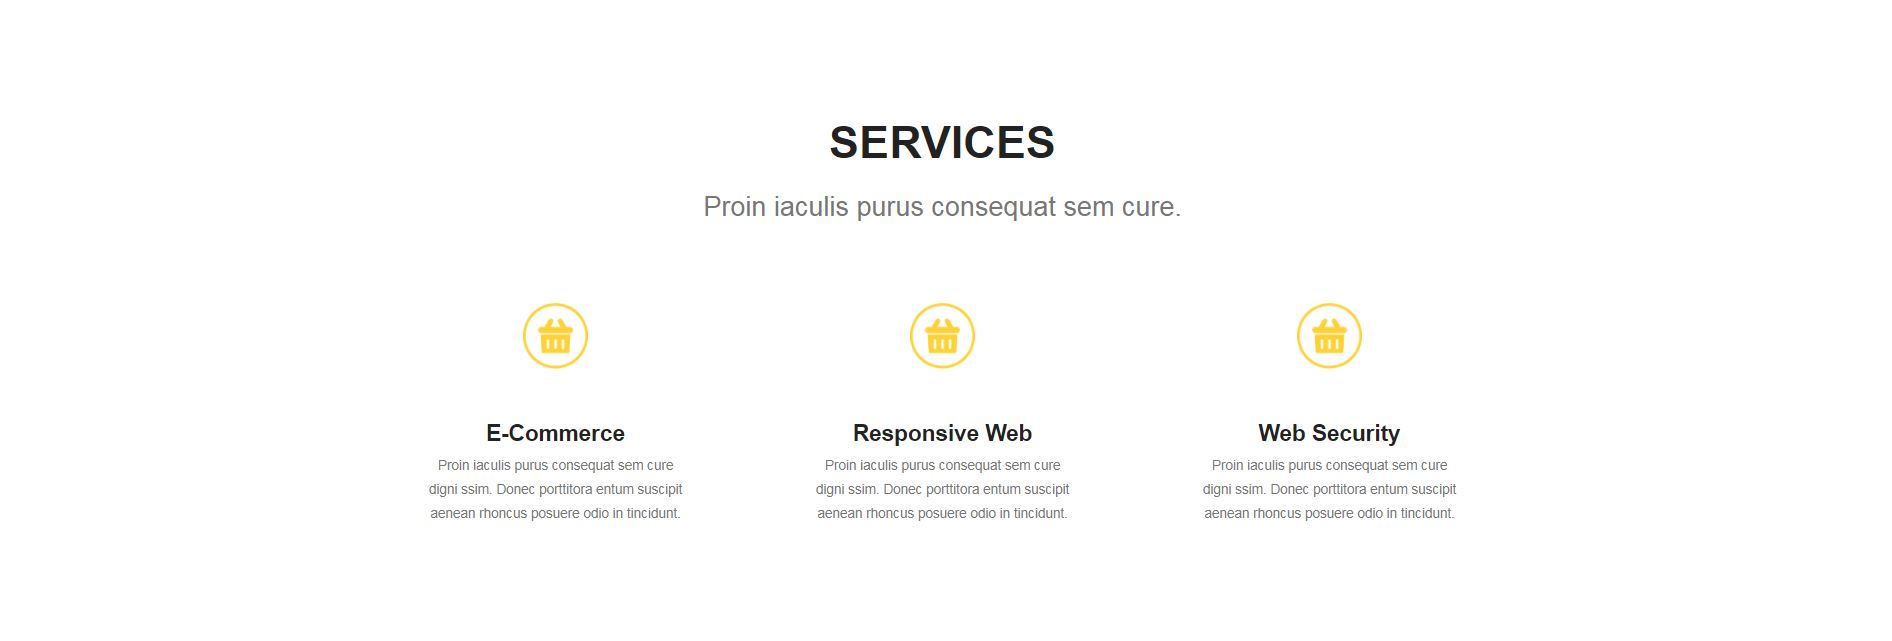 SERVICES
Proin iaculis purus consequat sem cure.
E-Commerce
Proin iaculis purus consequat sem cure
digni ssim. Donec porttitora entum suscipit
aenean rhoncus posuere odio in tincidunt.
Responsive Web
Proin iaculis purus consequat sem cure
digni ssim. Donec porttitora entum suscipit
aenean rhoncus posuere odio in tincidunt.
Web Security
Proin iaculis purus consequat sem cure
digni ssim. Donec porttitora entum suscipit
aenean rhoncus posuere odio in tincidunt.